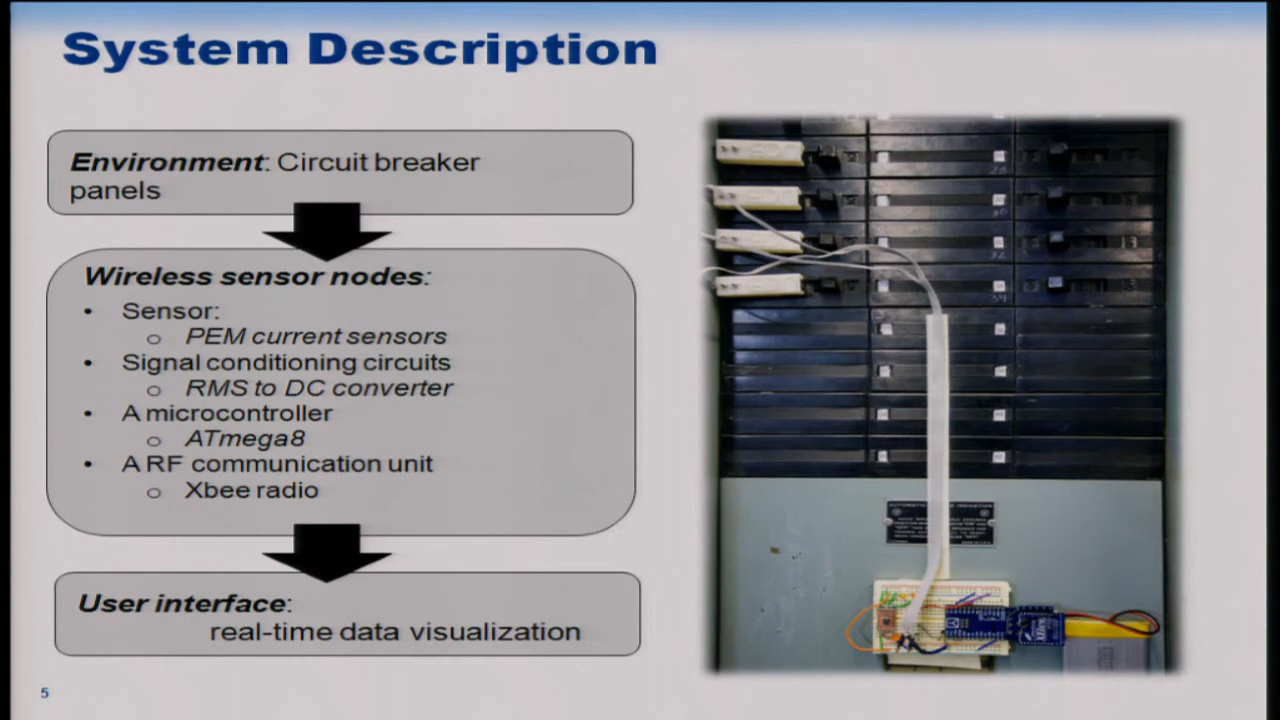 System Description
Environment: Circuit breaker
panels
Wireless sensor nodes:
• Sensor:
o PEM current sensors
• Signal conditioning circuits
o RMS to DC converter
• A microcontroller
o ATmega8
• A RF communication unit
o Xbee radio
User interface:
real-time data visualization
5